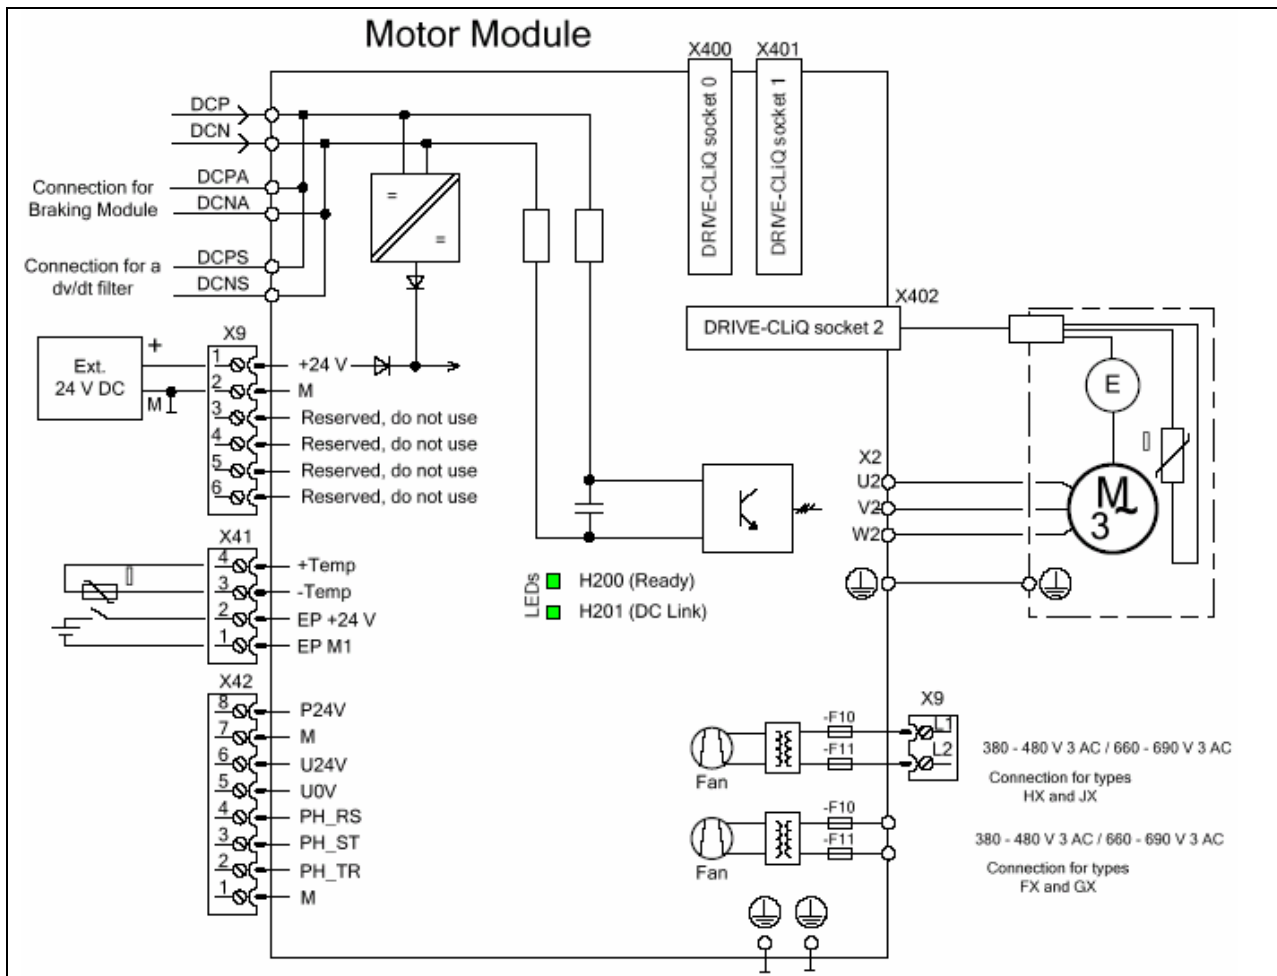 Motor Module
X400
X401
DRIVE-CLiQ socket 0
DRIVE-CLiQ socket 1
DCP
DCN
DCPA
DCNA
Connection for
Braking Module
DCPS
DCNS
Connection for a
dv/dt filter
=
=
X402
DRIVE-CLiQ socket 2
X9
Ext.
24 V DC
+
M
1 +24 V
2 M
3 Reserved, do not use
4 Reserved, do not use
5 Reserved, do not use
6 Reserved, do not use
E
X2
U2
V2
W2
M
3
X41
4 +Temp
3 -Temp
2 EP +24 V
1 EP M1
LEDs
H200 (Ready)
H201 (DC Link)
X42
8 P24V
7 M
6 U24V
5 U0V
4 PH_RS
3 PH_ST
2 PH_TR
1 M
X9
-F10
L1
-F11
L2
Fan
380 - 480 V 3 AC / 660 - 690 V 3 AC
Connection for types
HX and JX
-F10
-F11
Fan
380 - 480 V 3 AC / 660 - 690 V 3 AC
Connection for types
FX and GX